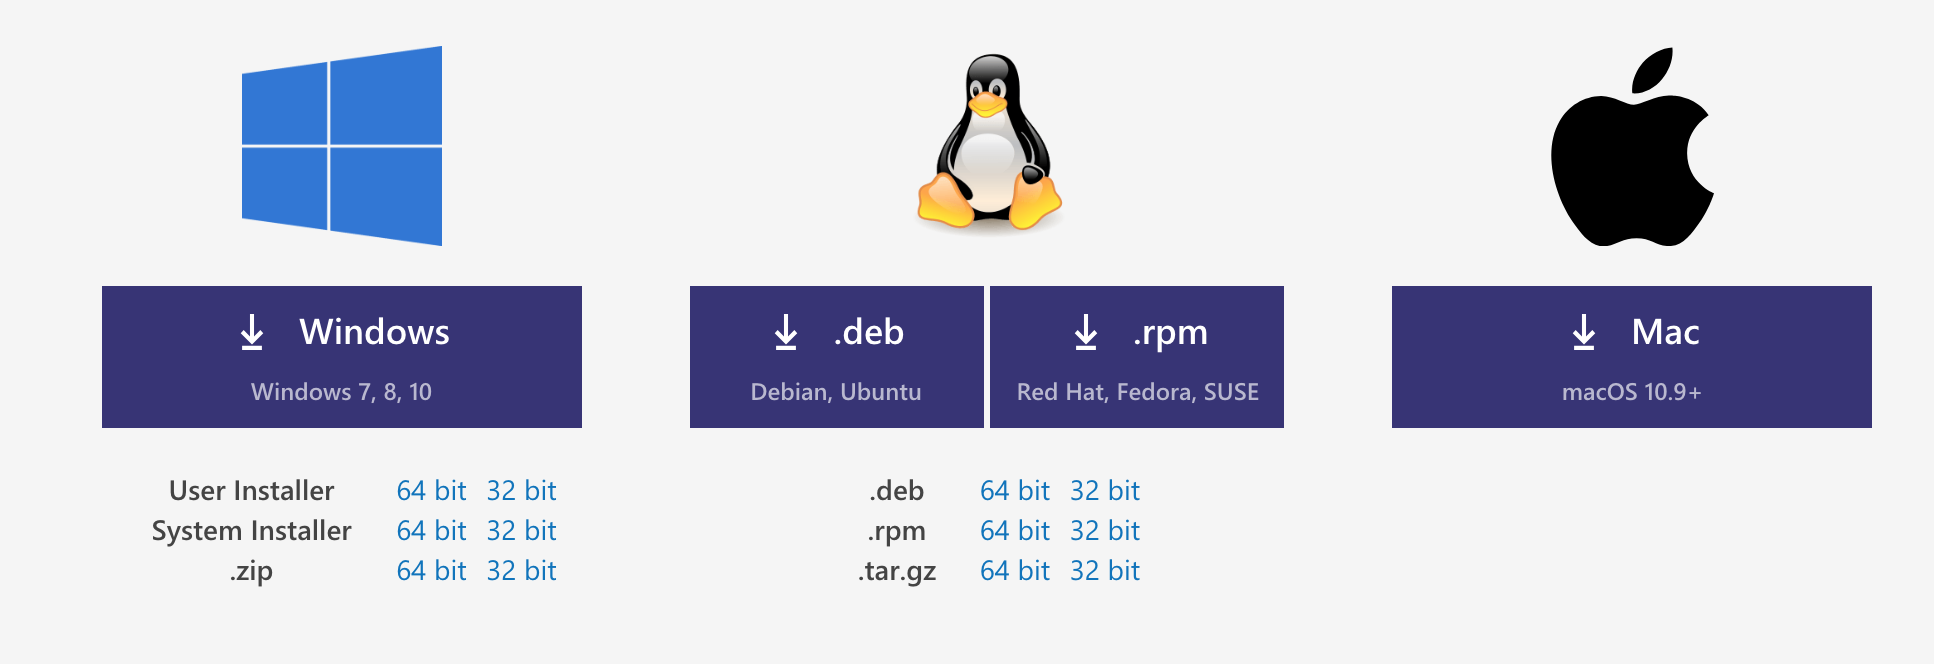 Windows
Windows 7, 8, 10
User Installer 64 bit 32 bit
System Installer 64 bit 32 bit
.zip 64 bit 32 bit
.deb
Debian, Ubuntu
.rpm
Red Hat, Fedora, SUSE
.deb 64 bit 32 bit
.rpm 64 bit 32 bit
.tar.gz 64 bit 32 bit
Mac
macOS 10.9+